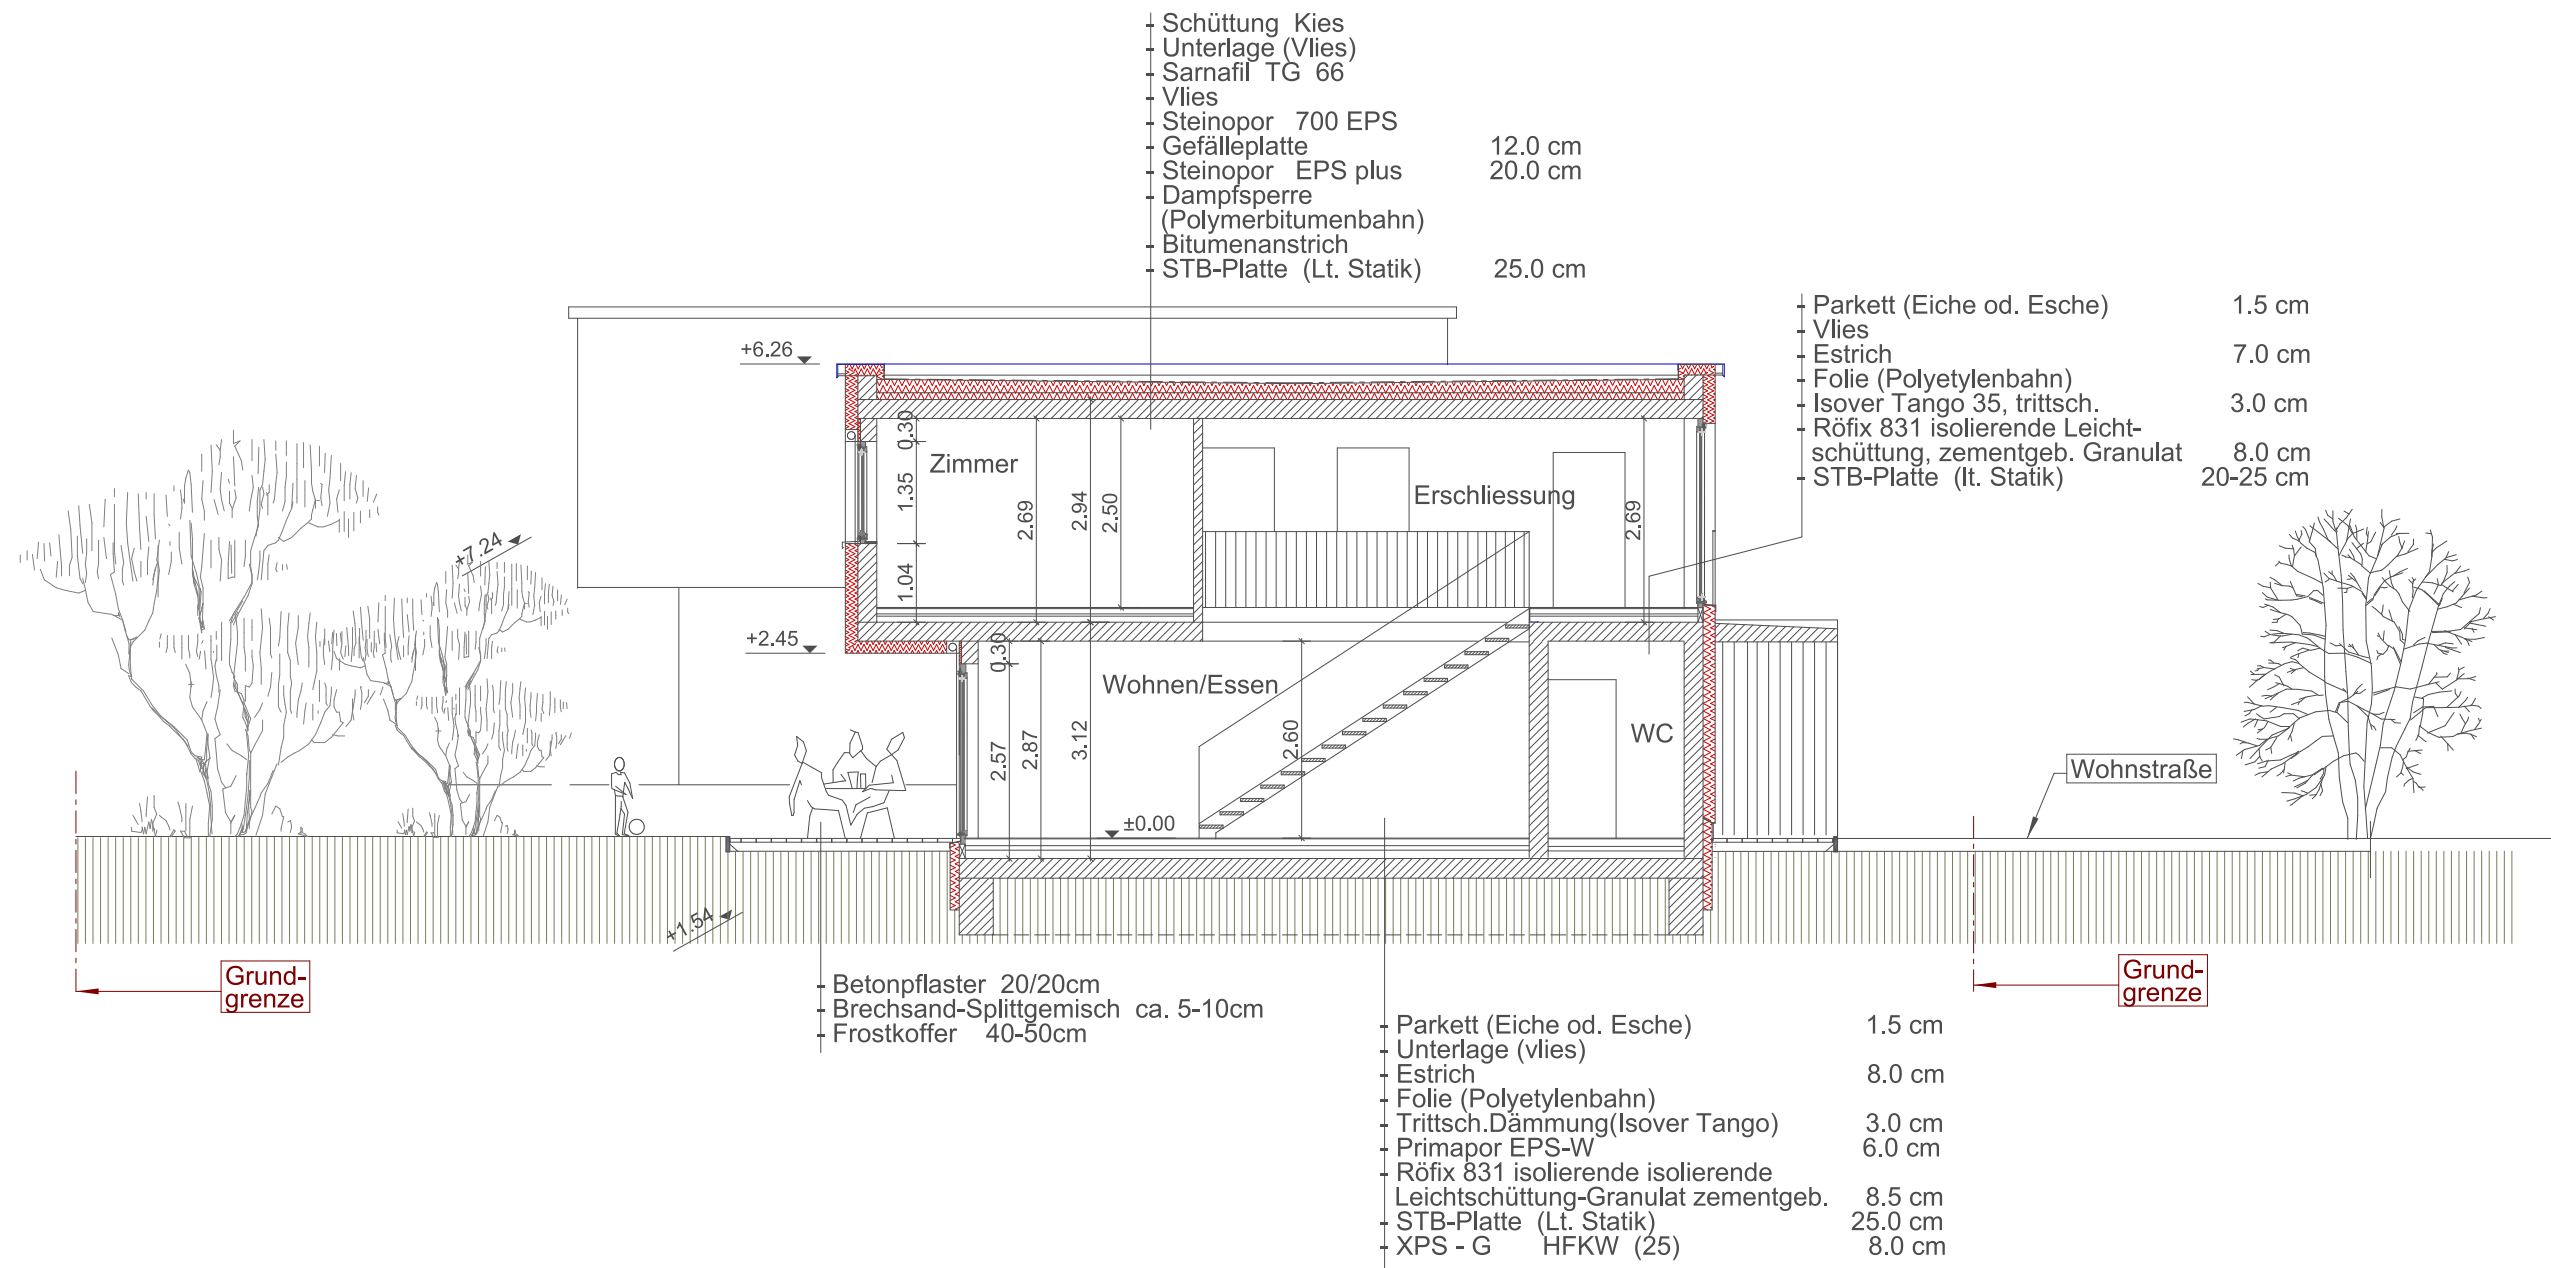 Schüttung Kies
Unterlage (Vlies)
Sarnafil TG 66
Vlies
Steinopor 700 EPS
Gefälleplatte 12.0 cm
Steinopor EPS plus 20.0 cm
Dampfsperre
(Polymerbitumenbahn)
Bitumenanstrich
STB-Platte (Lt. Statik) 25.0 cm
Parkett (Eiche od. Esche) 1.5 cm
Vlies
Estrich 7.0 cm
Folie (Polyetylenbahn)
Isover Tango 35, trittsch. 3.0 cm
Röfix 831 isolierende Leicht-
schüttung, zementgeb. Granulat 8.0 cm
STB-Platte (lt. Statik) 20-25 cm
+6.26
0.30
Zimmer
1.35
2.69
2.94
2.50
Erschliessung
2.69
+7.24
1.04
+2.45
0.30
Wohnen/Essen
2.57
2.87
3.12
2.60
WC
±0.00
Wohnstraße
+1.54
Grund-
grenze
Grund-
grenze
Betonpflaster 20/20cm
Brechsand-Splittgemisch ca. 5-10cm
Frostkoffer 40-50cm
Parkett (Eiche od. Esche) 1.5 cm
Unterlage (vlies)
Estrich 8.0 cm
Folie (Polyetylenbahn)
Trittsch.Dämmung(Isover Tango) 3.0 cm
Primapor EPS-W 6.0 cm
Röfix 831 isolierende isolierende
Leichtschüttung-Granulat zementgeb. 8.5 cm
STB-Platte (Lt. Statik) 25.0 cm
XPS - G HFKW (25) 8.0 cm